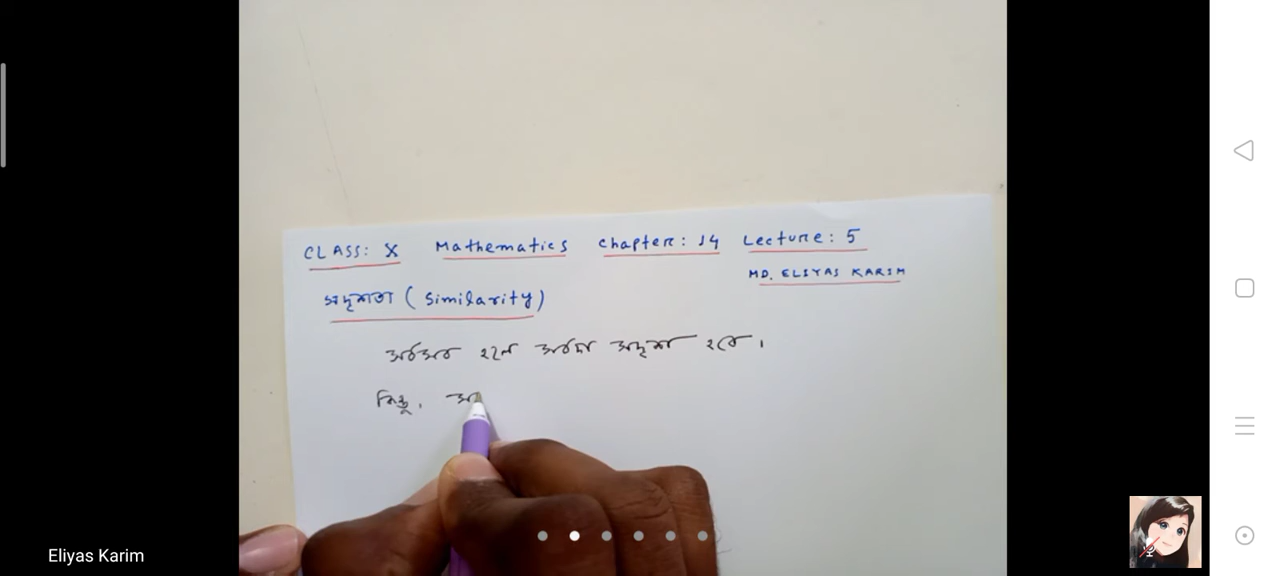 CLASS: X Mathematics Chapter: 14 Lecture: 5
MD. ELIYAS KARIM
সদৃশতা (Similarity)
সর্বসম হলে সর্বদা সদৃশ হবে।
কিন্তু, স
Eliyas Karim